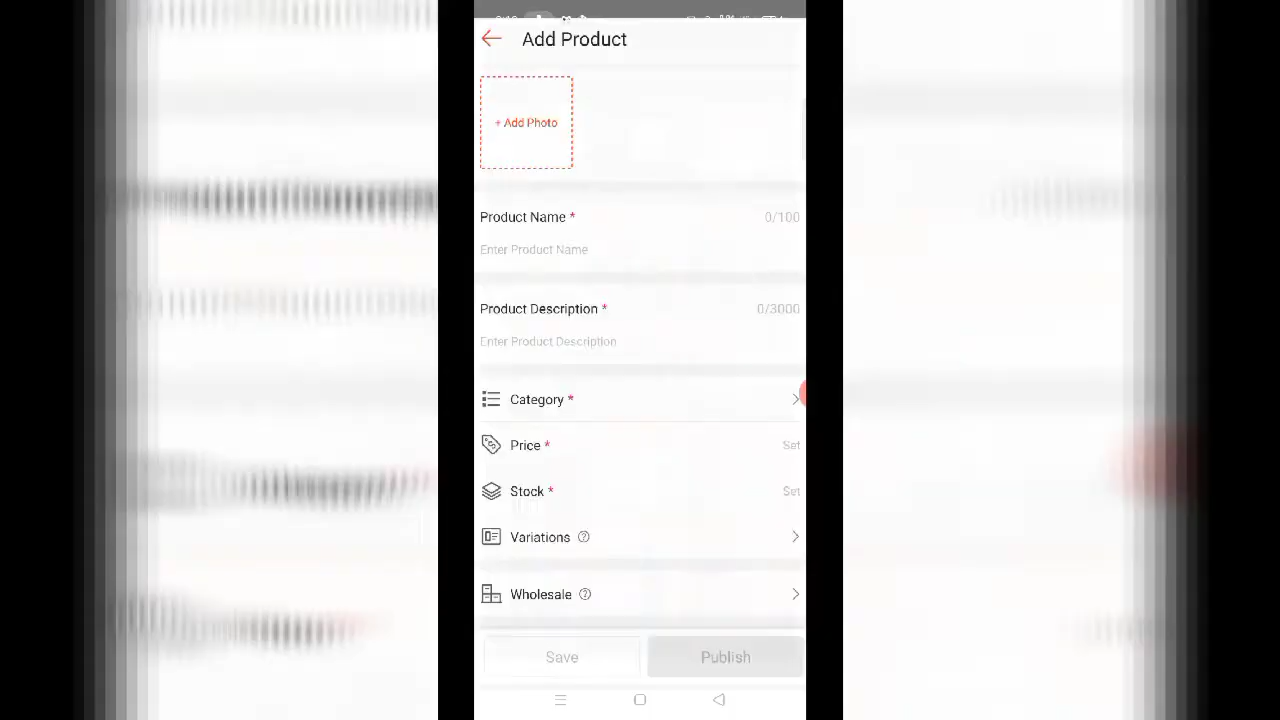 Add Product
+ Add Photo
Product Name * 0/100
Enter Product Name
Product Description * 0/3000
Enter Product Description
Category *
Price * Set
Stock * Set
Variations
Wholesale
Save Publish